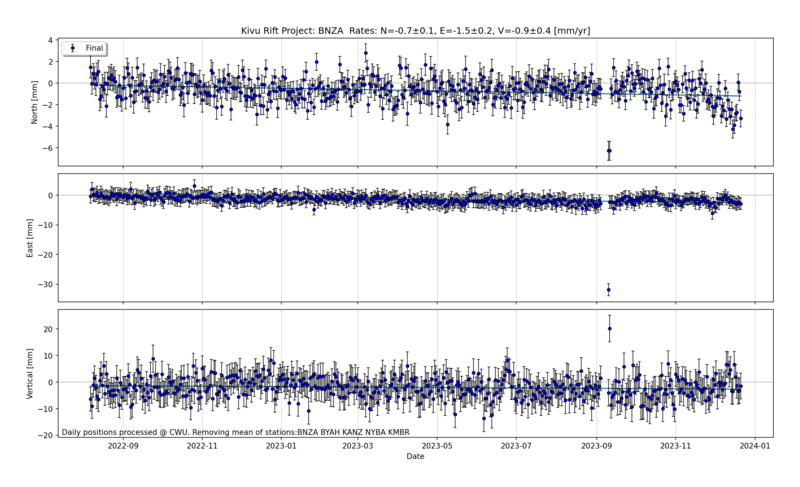 Kivu Rift Project: BNZA  Rates: N=-0.7±0.1, E=-1.5±0.2, V=-0.9±0.4 [mm/yr]
Final
4
2
0
−2
−4
−6
North [mm]
0
−10
−20
−30
East [mm]
20
10
0
−10
−20
Vertical [mm]
Daily positions processed @ CWU. Removing mean of stations:BNZA BYAH KANZ NYBA KMBR
2022-09 2022-11 2023-01 2023-03 2023-05 2023-07 2023-09 2023-11 2024-01
Date